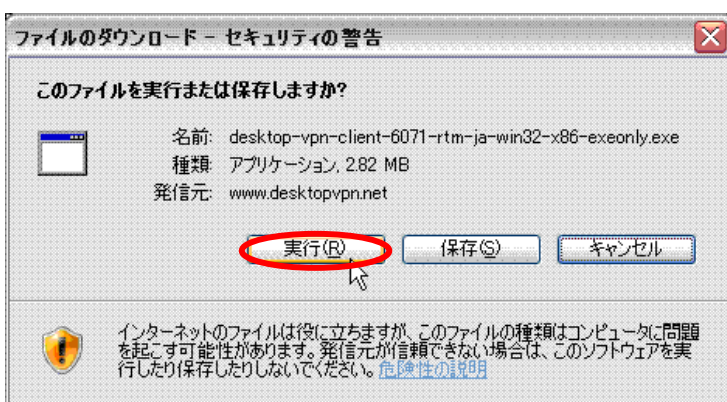 ファイルのダウンロード - セキュリティの警告
このファイルを実行または保存しますか?
名前: desktop-vpn-client-6071-rtm-ja-win32-x86-exeonly.exe
種類: アプリケーション, 2.82 MB
発信元: www.desktopvpn.net
実行(R) 保存(S) キャンセル
インターネットのファイルは役に立ちますが、このファイルの種類はコンピュータに問題
を起こす可能性があります。発信元が信頼できない場合は、このソフトウェアを実
行したり保存したりしないでください。危険性の説明